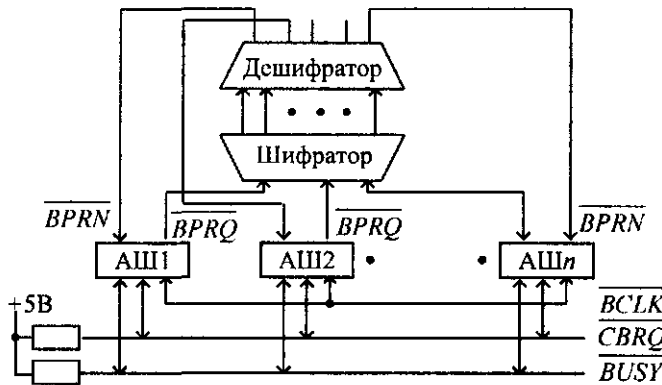 Дешифратор
Шифратор
BPRN
BPRQ
BPRQ
BPRN
АШ1
АШ2
АШn
+5В
BCLK
CBRQ
BUSY